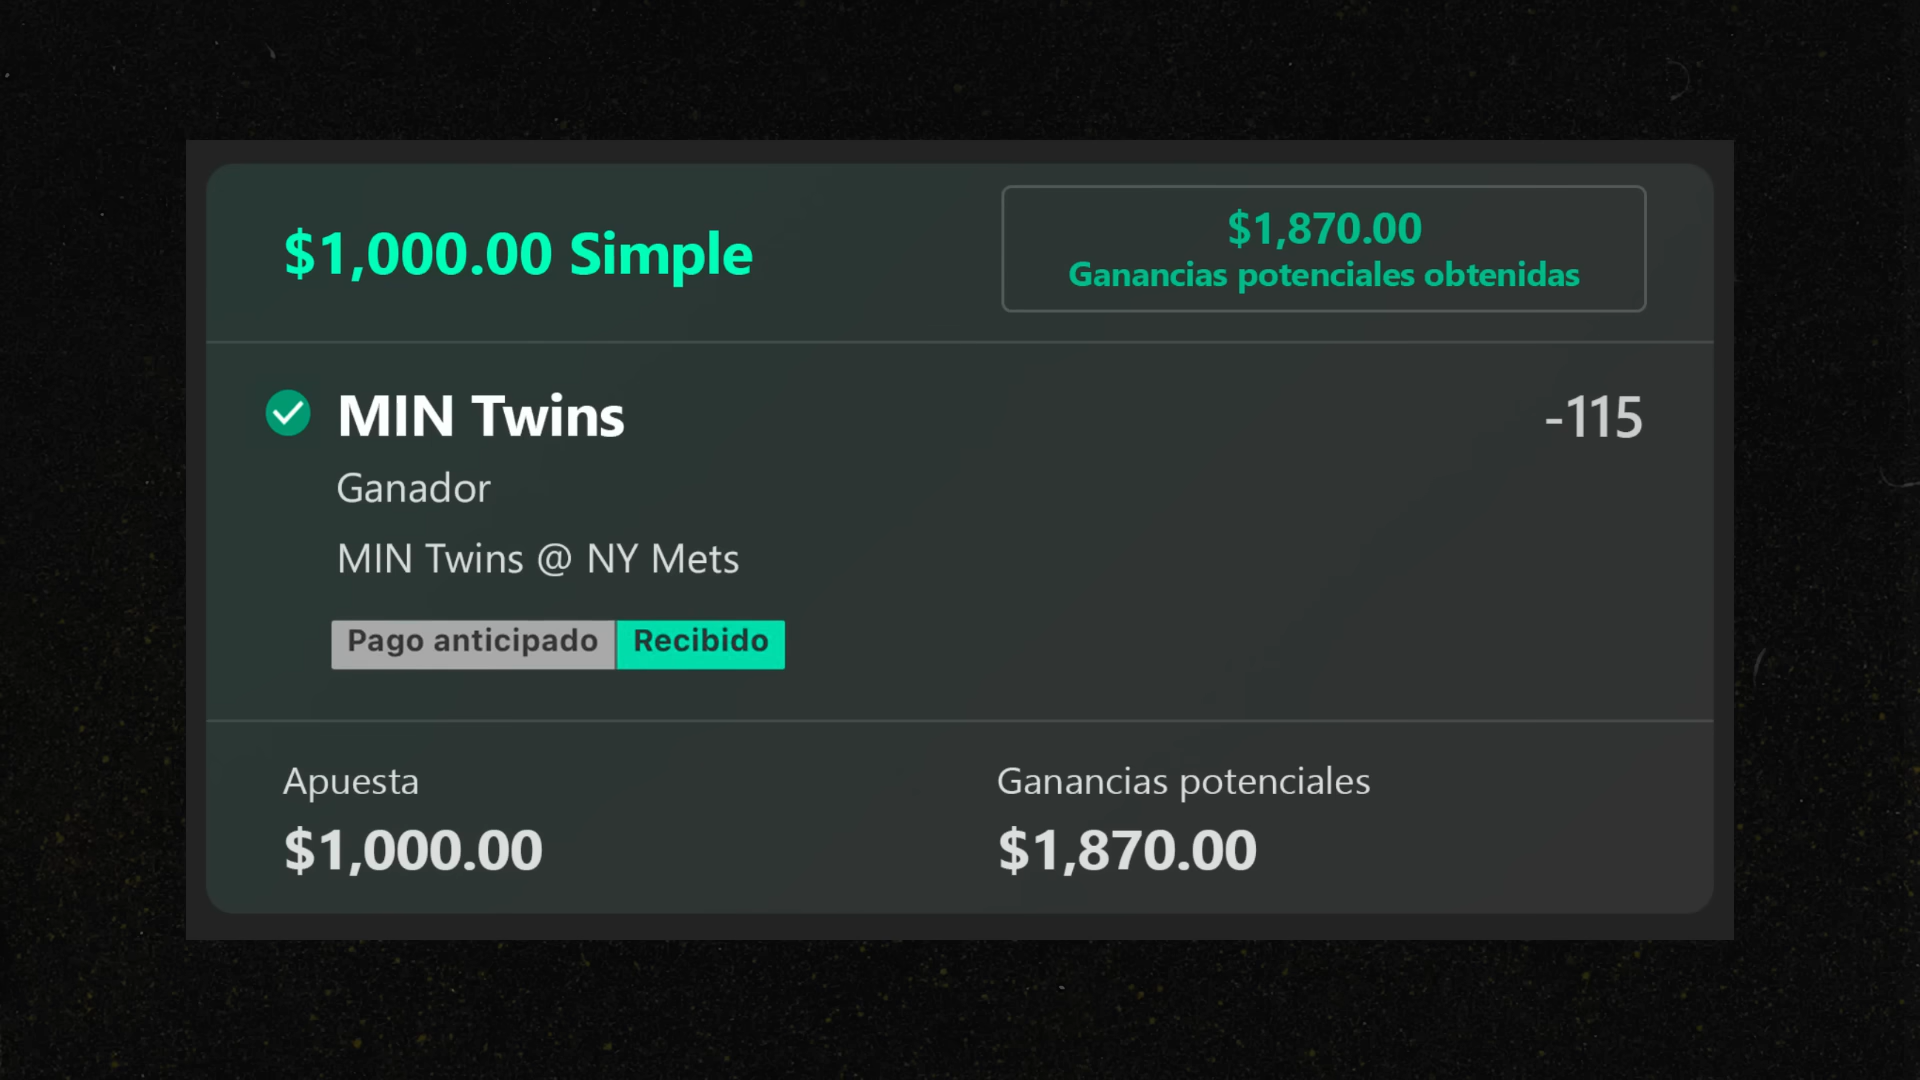 $1,000.00 Simple
$1,870.00
Ganancias potenciales obtenidas
MIN Twins
-115
Ganador
MIN Twins @ NY Mets
Pago anticipado Recibido
Apuesta
Ganancias potenciales
$1,000.00
$1,870.00